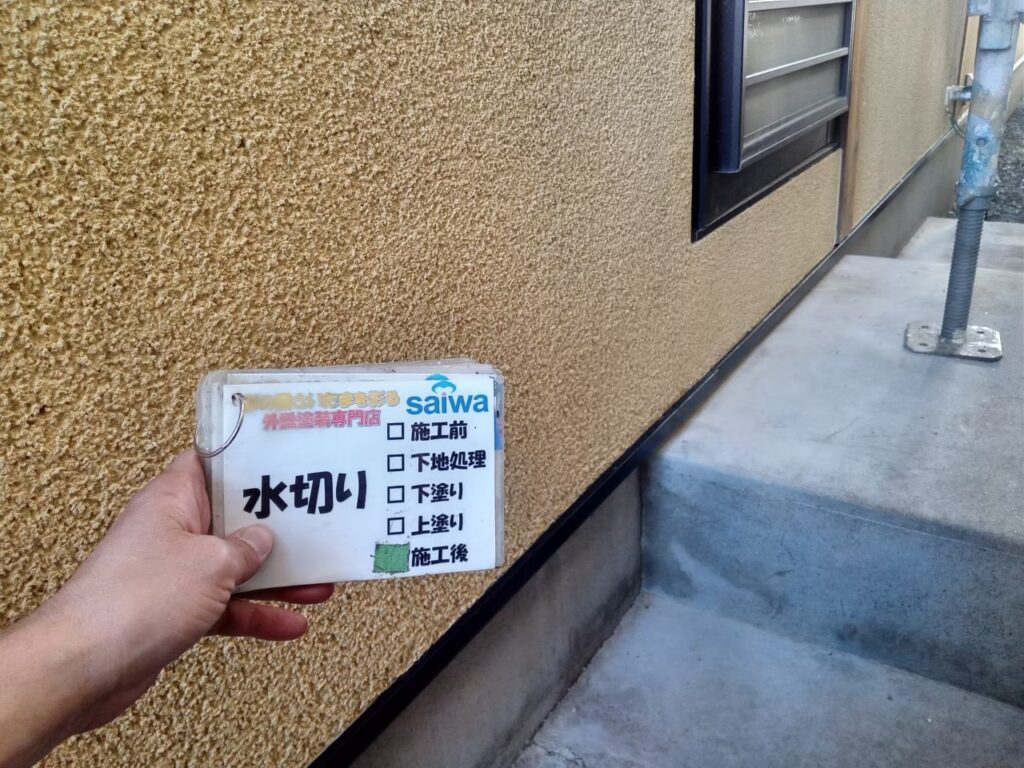 saiwa
外壁塗装専門店
水切り
施工前
下地処理
下塗り
上塗り
施工後